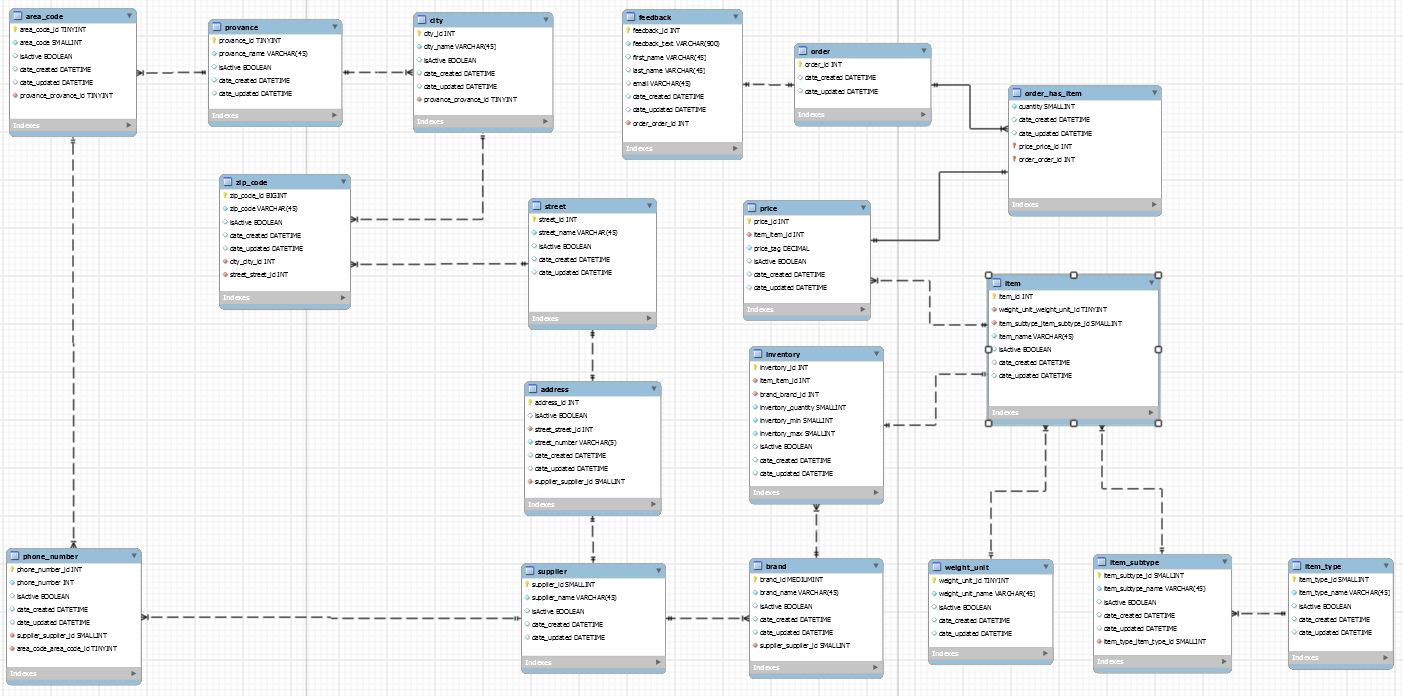 area_code
area_code_id TINYINT
area_code SMALLINT
isActive BOOLEAN
date_created DATETIME
date_updated DATETIME
provance_provance_id TINYINT
Indexes
provance
provance_id TINYINT
provance_name VARCHAR(45)
isActive BOOLEAN
date_created DATETIME
date_updated DATETIME
Indexes
city
city_id INT
city_name VARCHAR(45)
isActive BOOLEAN
date_created DATETIME
date_updated DATETIME
provance_provance_id TINYINT
Indexes
feedback
feedback_id INT
feedback_text VARCHAR(900)
first_name VARCHAR(45)
last_name VARCHAR(45)
email VARCHAR(45)
date_created DATETIME
date_updated DATETIME
order_order_id INT
Indexes
order
order_id INT
date_created DATETIME
date_updated DATETIME
Indexes
order_has_item
quantity SMALLINT
date_created DATETIME
date_updated DATETIME
price_price_id INT
order_order_id INT
Indexes
zip_code
zip_code_id BIGINT
zip_code VARCHAR(45)
isActive BOOLEAN
date_created DATETIME
date_updated DATETIME
city_city_id INT
street_street_id INT
Indexes
street
street_id INT
street_name VARCHAR(45)
isActive BOOLEAN
date_created DATETIME
date_updated DATETIME
Indexes
price
price_id INT
item_item_id INT
price_tag DECIMAL
isActive BOOLEAN
date_created DATETIME
date_updated DATETIME
Indexes
item
item_id INT
weight_unit_weight_unit_id TINYINT
item_subtype_item_subtype_id SMALLINT
item_name VARCHAR(45)
isActive BOOLEAN
date_created DATETIME
date_updated DATETIME
Indexes
inventory
inventory_id INT
item_item_id INT
brand_brand_id INT
inventory_quantity SMALLINT
inventory_min SMALLINT
inventory_max SMALLINT
isActive BOOLEAN
date_created DATETIME
date_updated DATETIME
Indexes
address
address_id INT
isActive BOOLEAN
street_street_id INT
street_number VARCHAR(5)
date_created DATETIME
date_updated DATETIME
supplier_supplier_id SMALLINT
Indexes
phone_number
phone_number_id INT
phone_number INT
isActive BOOLEAN
date_created DATETIME
date_updated DATETIME
supplier_supplier_id SMALLINT
area_code_area_code_id TINYINT
Indexes
supplier
supplier_id SMALLINT
supplier_name VARCHAR(45)
isActive BOOLEAN
date_created DATETIME
date_updated DATETIME
Indexes
brand
brand_id MEDIUMINT
brand_name VARCHAR(45)
isActive BOOLEAN
date_created DATETIME
date_updated DATETIME
supplier_supplier_id SMALLINT
Indexes
weight_unit
weight_unit_id TINYINT
weight_unit_name VARCHAR(45)
isActive BOOLEAN
date_created DATETIME
date_updated DATETIME
Indexes
item_subtype
item_subtype_id SMALLINT
item_subtype_name VARCHAR(45)
isActive BOOLEAN
date_created DATETIME
date_updated DATETIME
item_type_item_type_id SMALLINT
Indexes
item_type
item_type_id SMALLINT
item_type_name VARCHAR(45)
isActive BOOLEAN
date_created DATETIME
date_updated DATETIME
Indexes